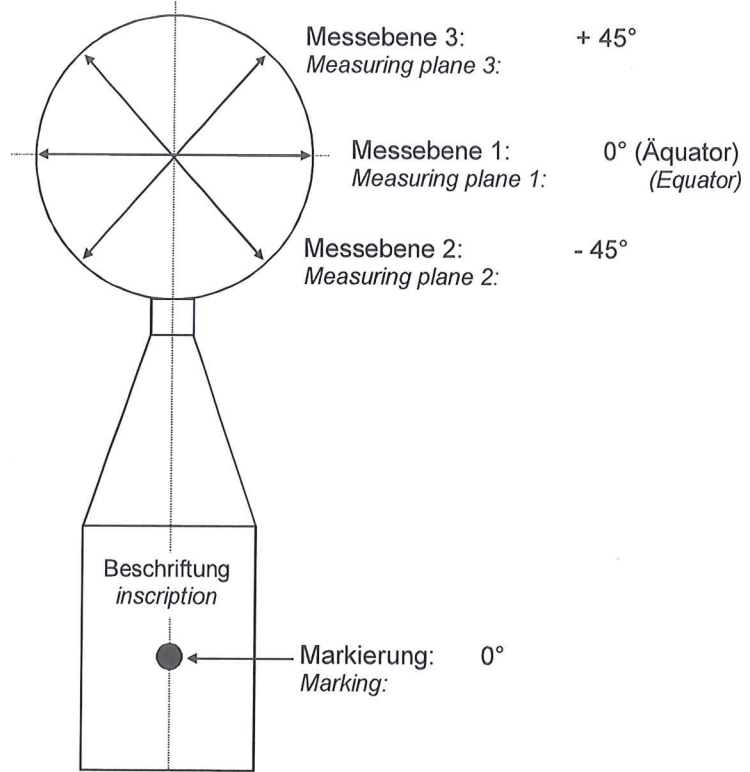 Messebene 3: + 45°
Measuring plane 3:
Messebene 1: 0° (Äquator)
Measuring plane 1: (Equator)
Messebene 2: - 45°
Measuring plane 2:
Beschriftung
inscription
Markierung: 0°
Marking: